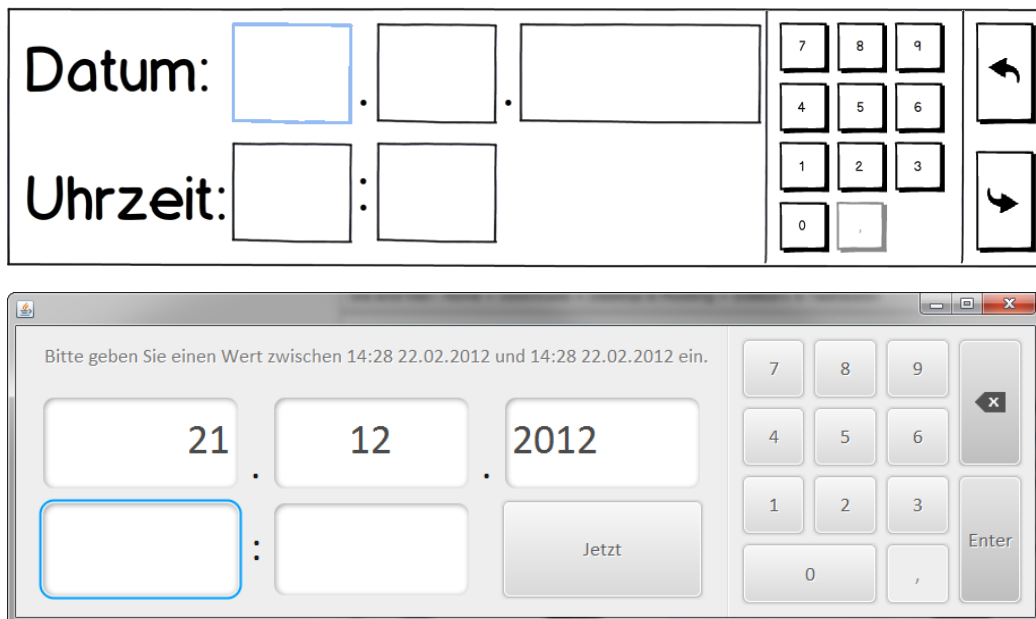 Datum: . .
7 8 9
4 5 6
Uhrzeit: :
1 2 3
0 ,
Bitte geben Sie einen Wert zwischen 14:28 22.02.2012 und 14:28 22.02.2012 ein.
21 . 12 . 2012
: Jetzt
7 8 9
4 5 6
1 2 3
Enter
0 ,